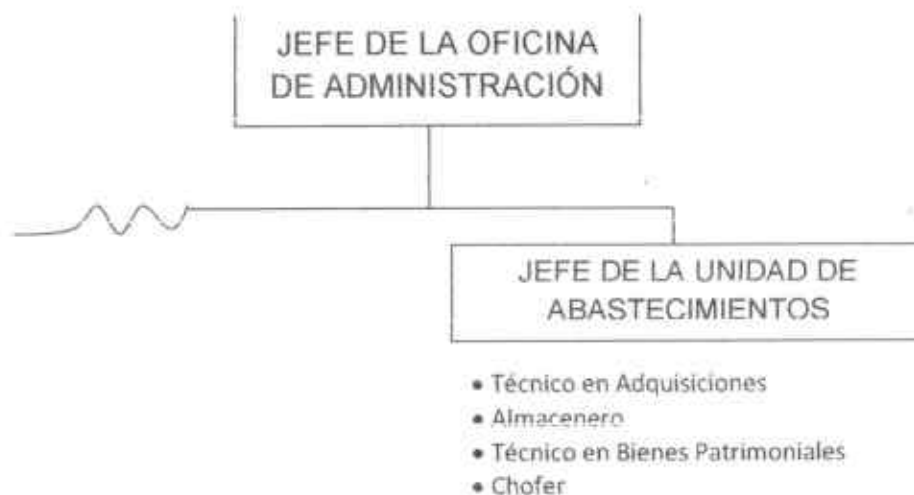 JEFE DE LA OFICINA
DE ADMINISTRACIÓN
JEFE DE LA UNIDAD DE
ABASTECIMIENTOS
• Técnico en Adquisiciones
• Almacenero
• Técnico en Bienes Patrimoniales
• Chofer